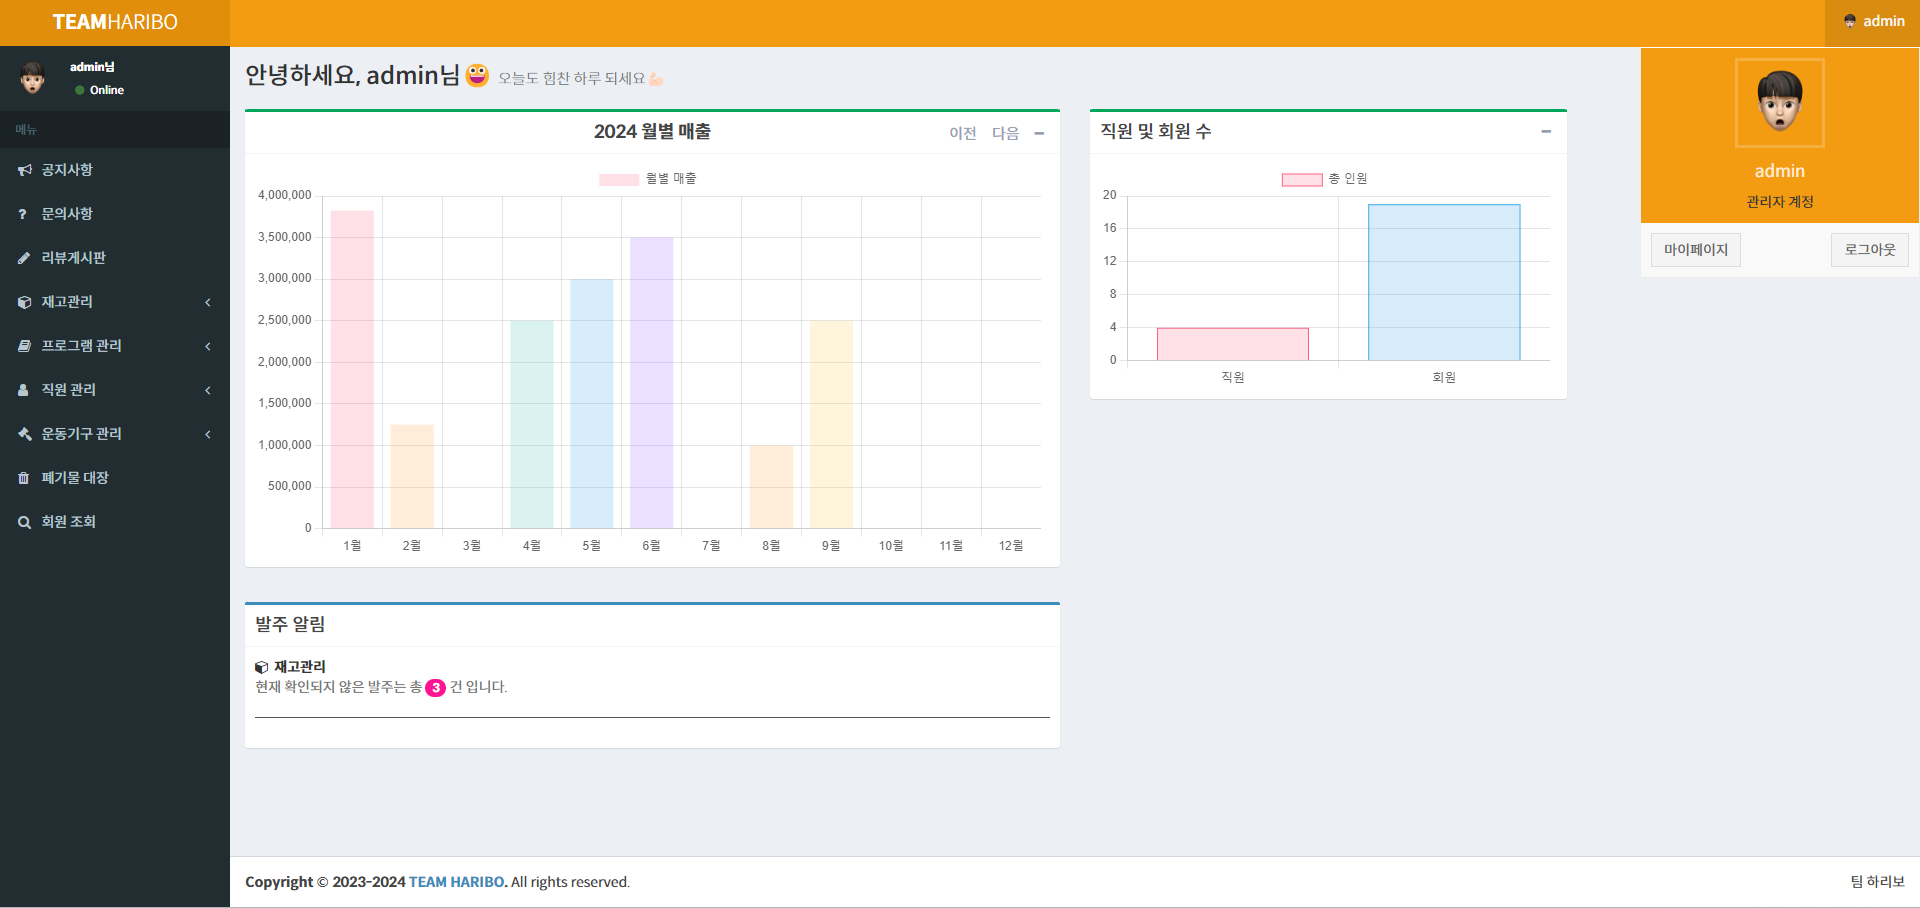 TEAMHARIBO
admin
admin님
Online
메뉴
공지사항
문의사항
리뷰게시판
재고관리
프로그램 관리
직원 관리
운동기구 관리
폐기물 대장
회원 조회
안녕하세요, admin님😀 오늘도 힘찬 하루 되세요💪🏻
2024 월별 매출
이전 다음
월별 매출
4,000,000
3,500,000
3,000,000
2,500,000
2,000,000
1,500,000
1,000,000
500,000
0
1월 2월 3월 4월 5월 6월 7월 8월 9월 10월 11월 12월
직원 및 회원 수
총 인원
20
16
12
8
4
0
직원 회원
admin
관리자 계정
마이페이지 로그아웃
발주 알림
재고관리
현재 확인되지 않은 발주는 총 3 건 입니다.
Copyright © 2023-2024 TEAM HARIBO. All rights reserved.
팀 하리보